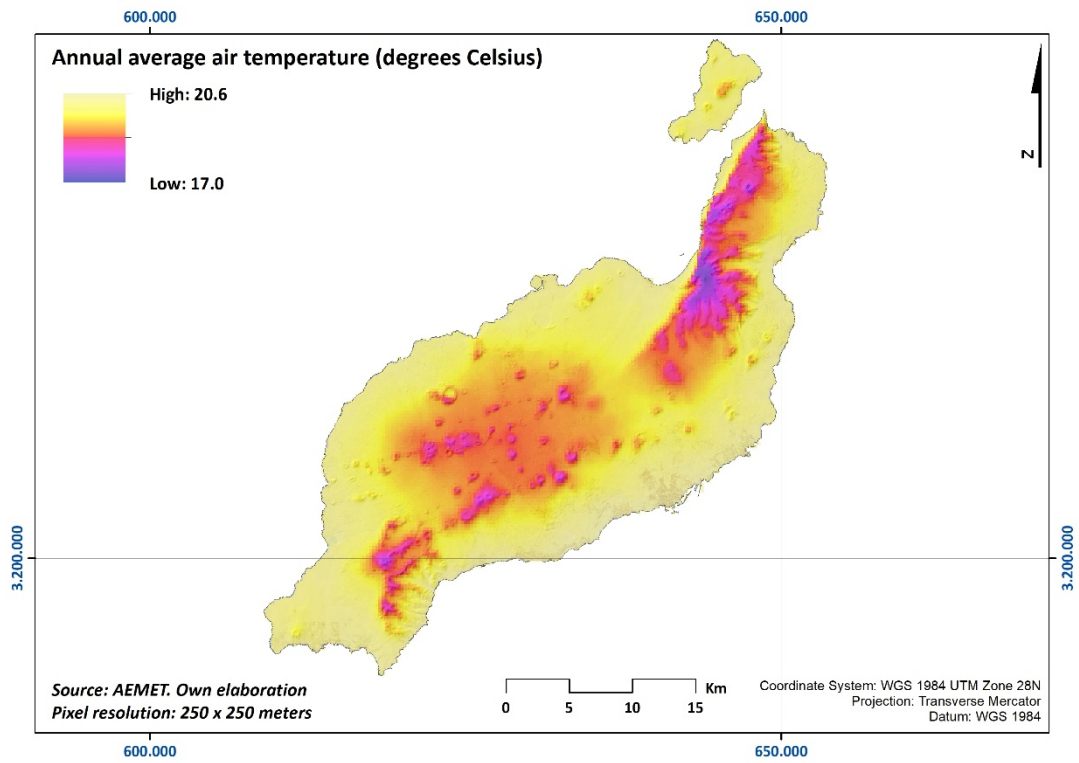 600.000
650.000
Annual average air temperature (degrees Celsius)
High: 20.6
Low: 17.0
N
3.200.000
3.200.000
Source: AEMET. Own elaboration
Pixel resolution: 250 x 250 meters
Km
0 5 10 15
Coordinate System: WGS 1984 UTM Zone 28N
Projection: Transverse Mercator
Datum: WGS 1984
600.000
650.000